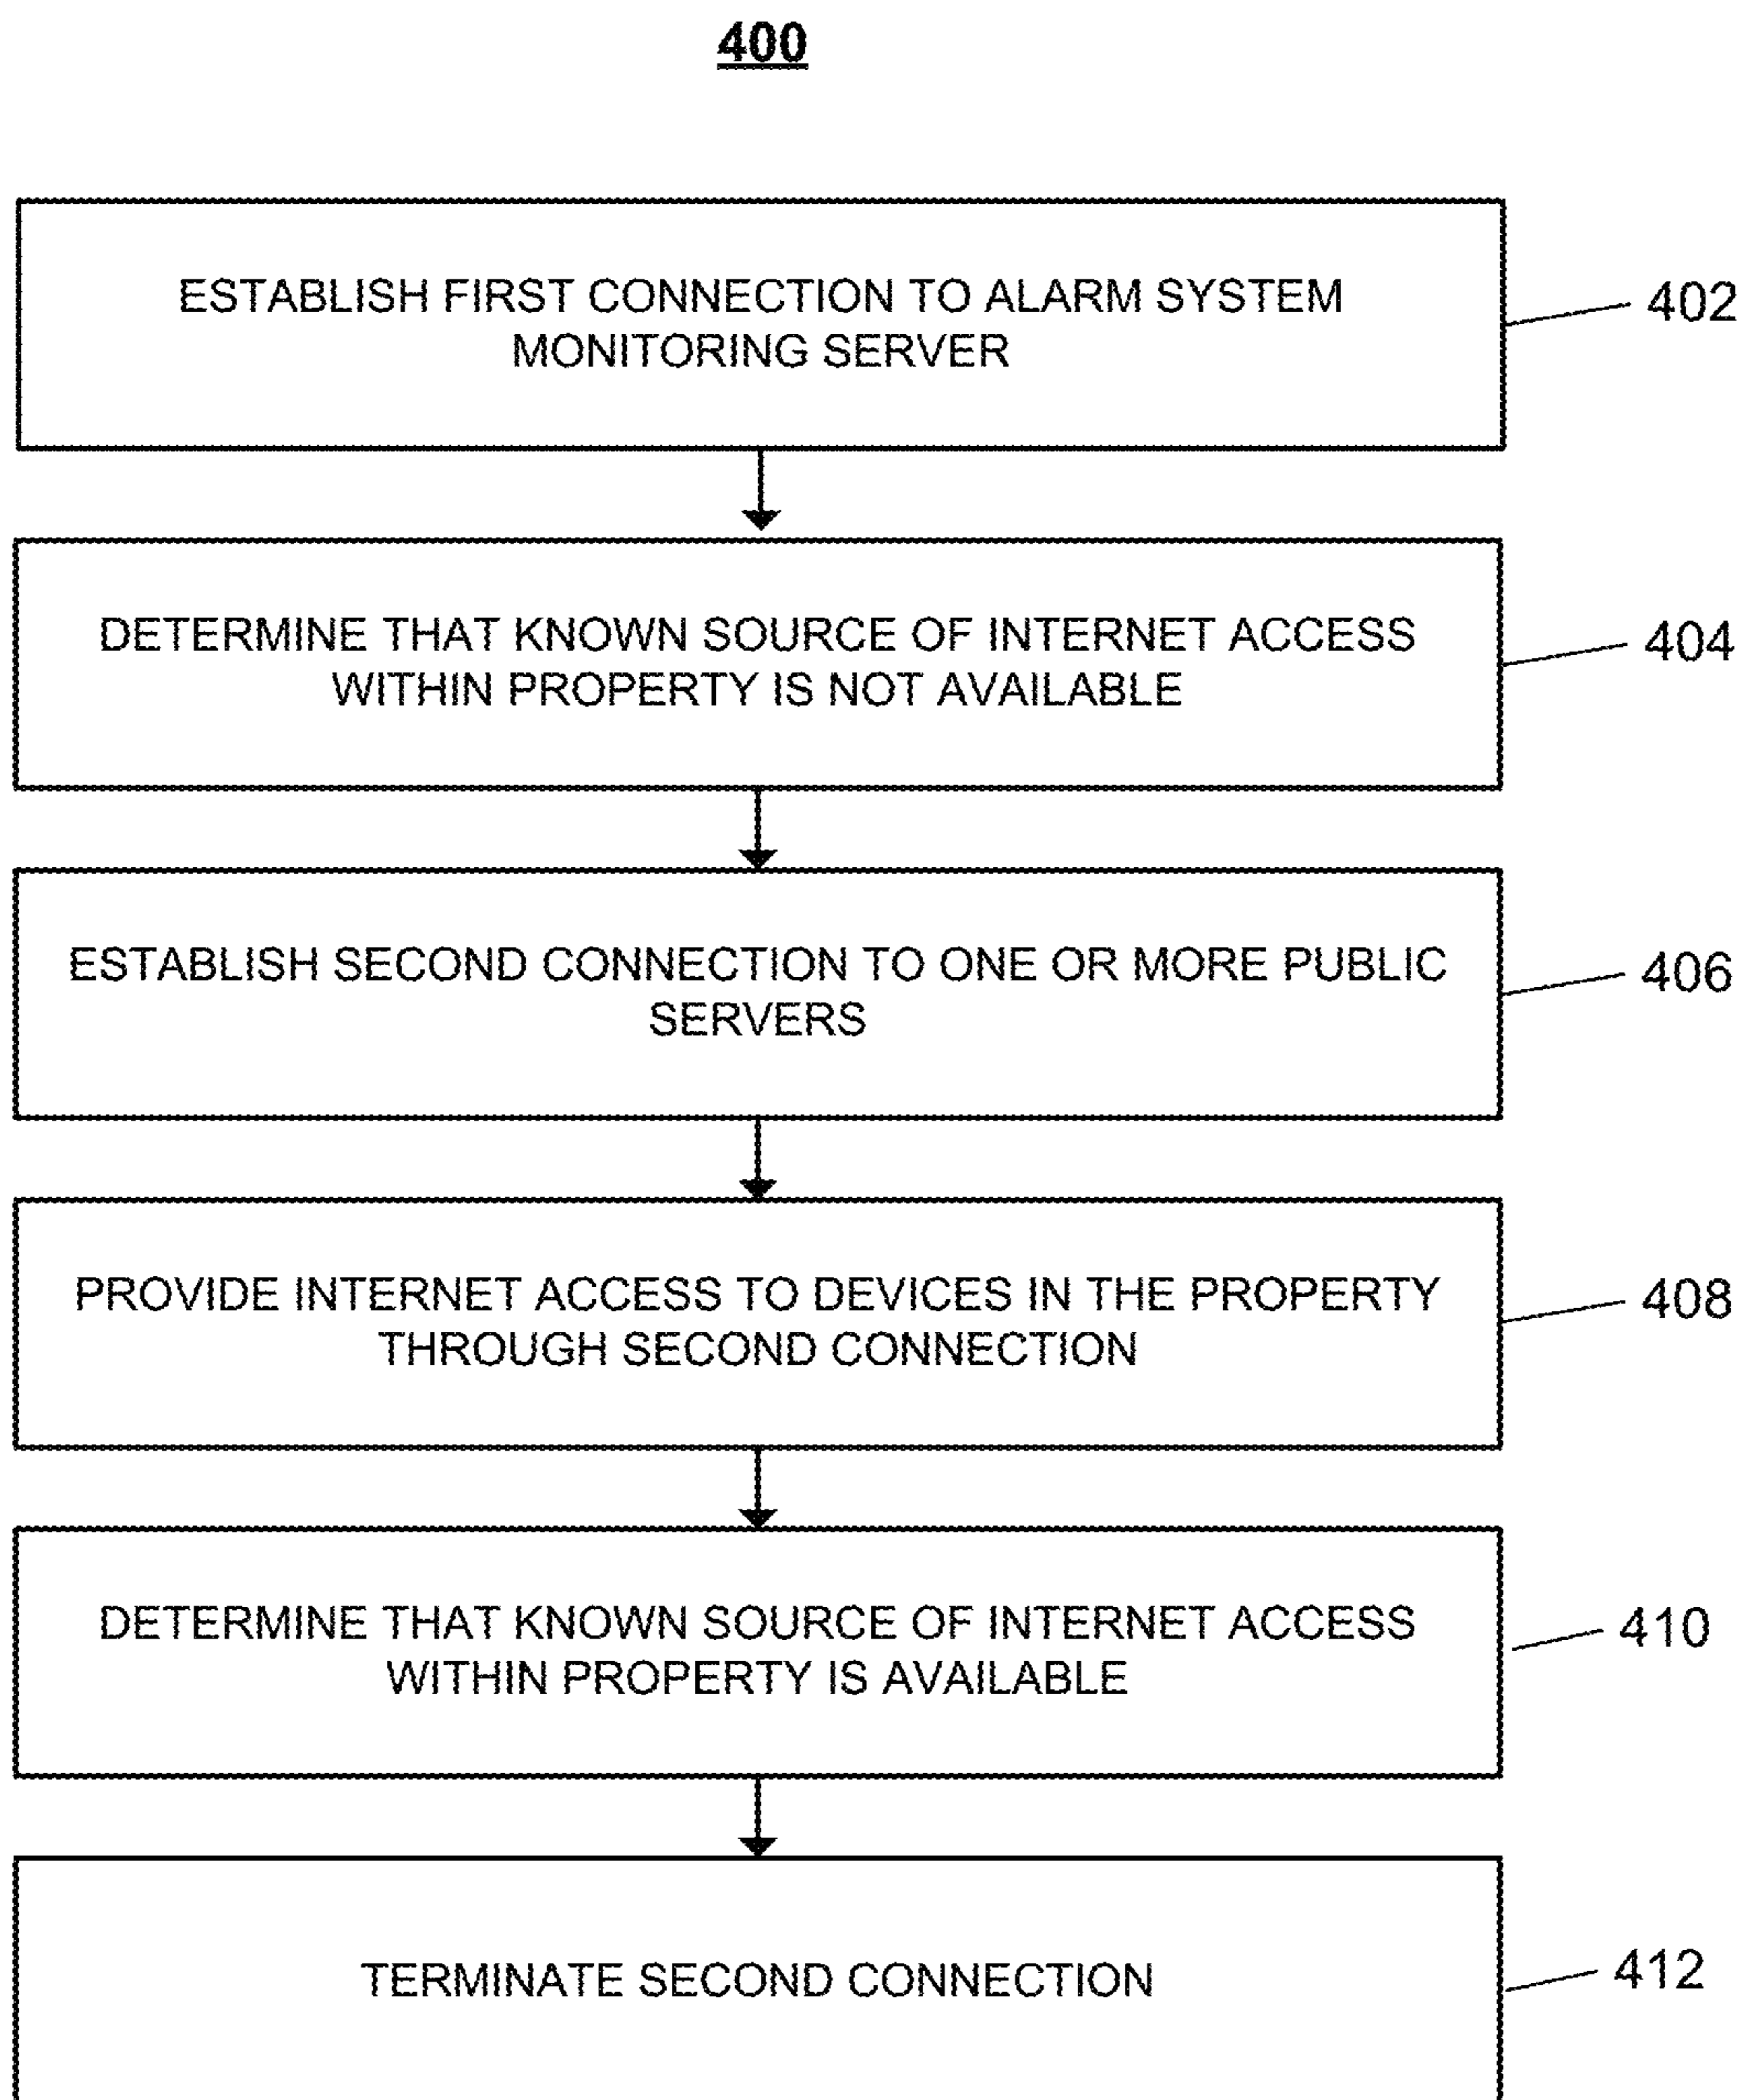 400
ESTABLISH FIRST CONNECTION TO ALARM SYSTEM
MONITORING SERVER
402
DETERMINE THAT KNOWN SOURCE OF INTERNET ACCESS
WITHIN PROPERTY IS NOT AVAILABLE
404
ESTABLISH SECOND CONNECTION TO ONE OR MORE PUBLIC
SERVERS
406
PROVIDE INTERNET ACCESS TO DEVICES IN THE PROPERTY
THROUGH SECOND CONNECTION
408
DETERMINE THAT KNOWN SOURCE OF INTERNET ACCESS
WITHIN PROPERTY IS AVAILABLE
410
TERMINATE SECOND CONNECTION
412